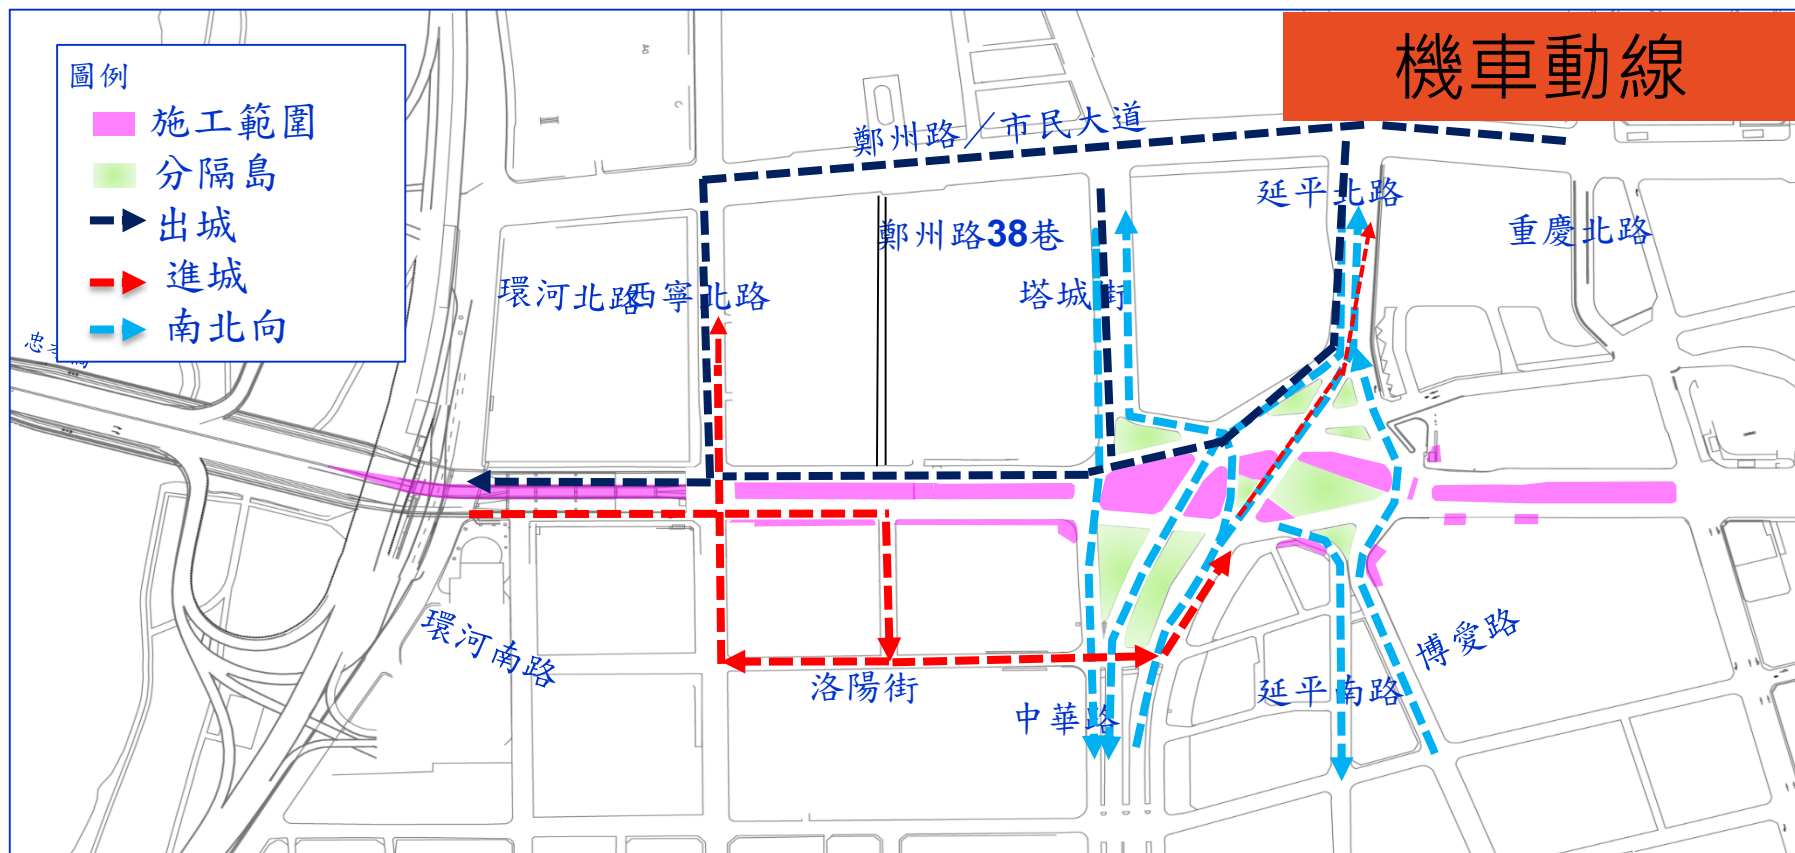 機車動線
圖例
施工範圍
分隔島
出城
進城
南北向
鄭州路／市民大道
延平北路
重慶北路
鄭州路38巷
塔城街
環河北路
西寧北路
環河南路
洛陽街
中華路
延平南路
博愛路